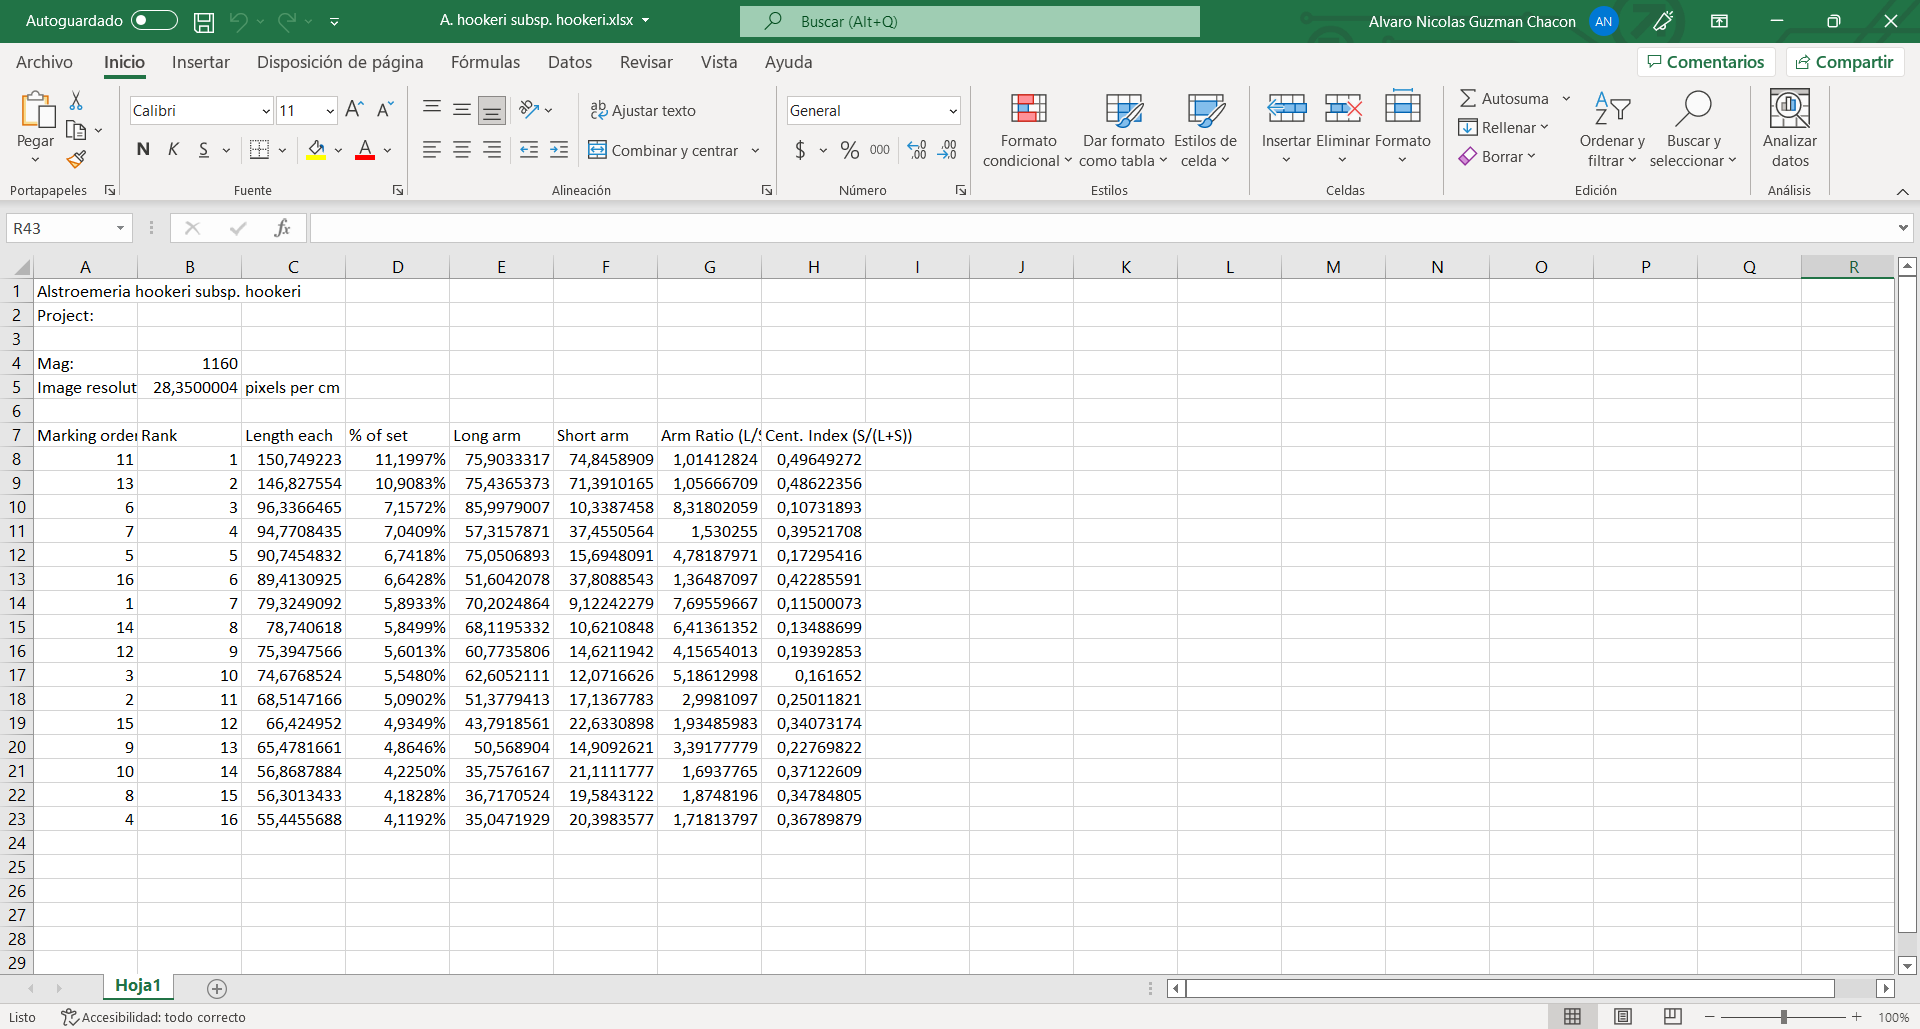 Autoguardado A. hookeri subsp. hookeri.xlsx Buscar (Alt+Q) Alvaro Nicolas Guzman Chacon AN
Archivo Inicio Insertar Disposición de página Fórmulas Datos Revisar Vista Ayuda Comentarios Compartir
Pegar Calibri 11 Ajustar texto General Formato condicional Dar formato como tabla Estilos de celda Insertar Eliminar Formato Autosuma Ordenar y filtrar Buscar y seleccionar Analizar datos
N K S Combinar y centrar $ % 000 Rellenar
Borrar
Portapapeles Fuente Alineación Número Estilos Celdas Edición Análisis
R43 fx
A B C D E F G H I J K L M N O P Q R
1 Alstroemeria hookeri subsp. hookeri
2 Project:
3
4 Mag: 1160
5 Image resolut 28,3500004 pixels per cm
6
7 Marking order Rank Length each % of set Long arm Short arm Arm Ratio (L/S Cent. Index (S/(L+S))
8 11 1 150,749223 11,1997% 75,9033317 74,8458909 1,01412824 0,49649272
9 13 2 146,827554 10,9083% 75,4365373 71,3910165 1,05666709 0,48622356
10 6 3 96,3366465 7,1572% 85,9979007 10,3387458 8,31802059 0,10731893
11 7 4 94,7708435 7,0409% 57,3157871 37,4550564 1,530255 0,39521708
12 5 5 90,7454832 6,7418% 75,0506893 15,6948091 4,78187971 0,17295416
13 16 6 89,4130925 6,6428% 51,6042078 37,8088543 1,36487097 0,42285591
14 1 7 79,3249092 5,8933% 70,2024864 9,12242279 7,69559667 0,11500073
15 14 8 78,740618 5,8499% 68,1195332 10,6210848 6,41361352 0,13488699
16 12 9 75,3947566 5,6013% 60,7735806 14,6211942 4,15654013 0,19392853
17 3 10 74,6768524 5,5480% 62,6052111 12,0716626 5,18612998 0,161652
18 2 11 68,5147166 5,0902% 51,3779413 17,1367783 2,9981097 0,25011821
19 15 12 66,424952 4,9349% 43,7918561 22,6330898 1,93485983 0,34073174
20 9 13 65,4781661 4,8646% 50,568904 14,9092621 3,39177779 0,22769822
21 10 14 56,8687884 4,2250% 35,7576167 21,1111777 1,6937765 0,37122609
22 8 15 56,3013433 4,1828% 36,7170524 19,5843122 1,8748196 0,34784805
23 4 16 55,4455688 4,1192% 35,0471929 20,3983577 1,71813797 0,36789879
24
25
26
27
28
29
Hoja1
Listo Accesibilidad: todo correcto 100%